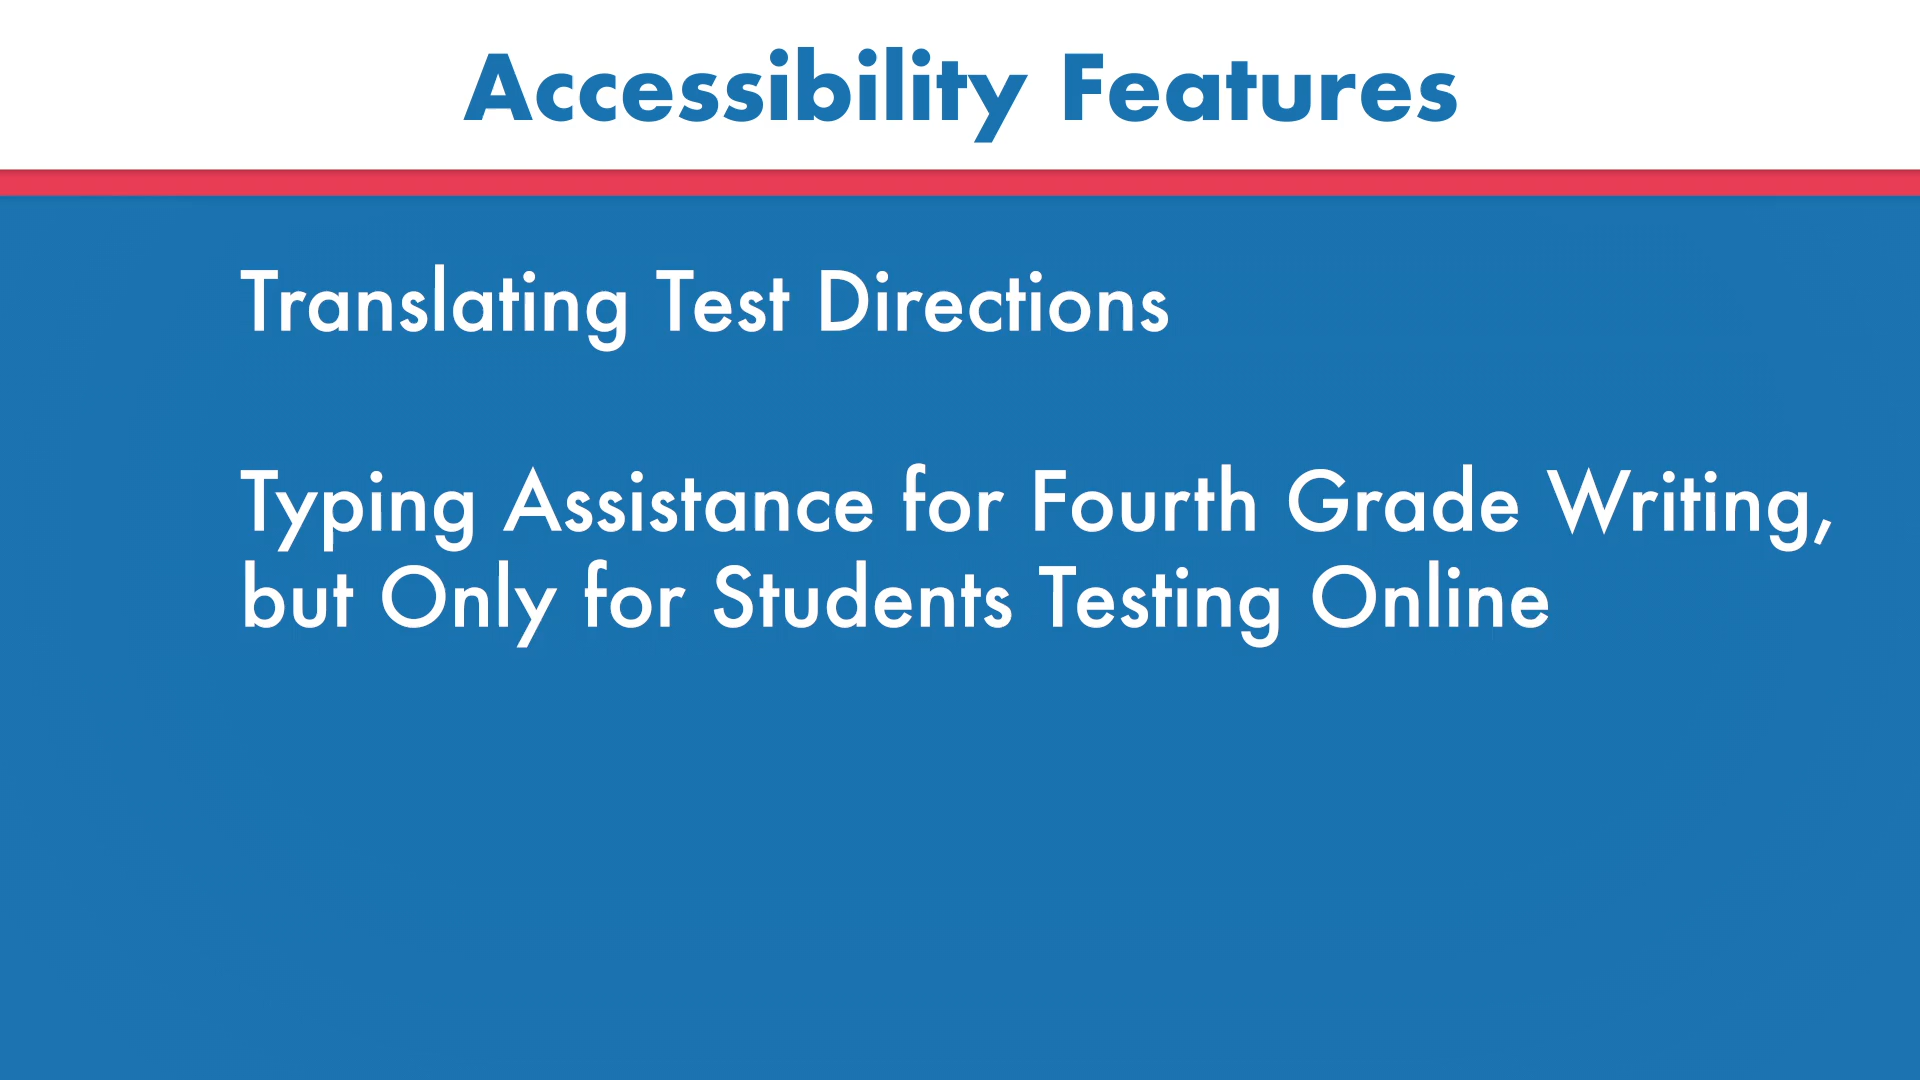 Accessibility Features
Translating Test Directions
Typing Assistance for Fourth Grade Writing,
but Only for Students Testing Online